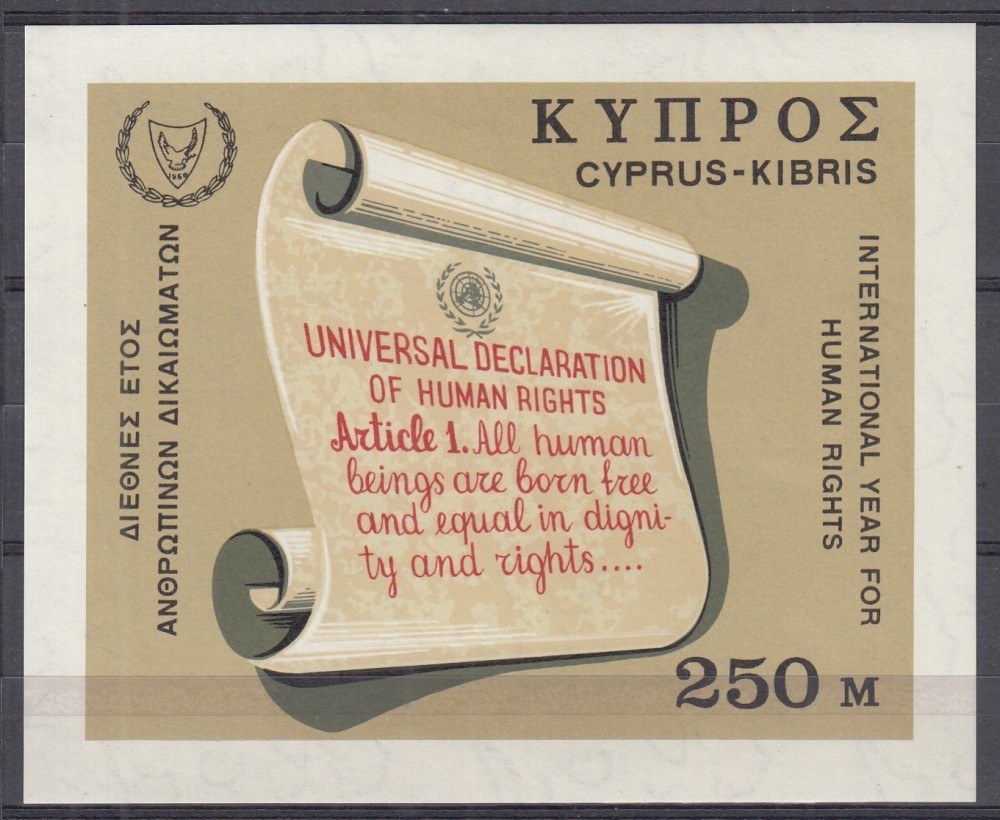 ΚΥΠΡΟΣ
CYPRUS-KIBRIS
1960
ΔΙΕΘΝΕΣ ΕΤΟΣ
ΑΝΘΡΩΠΙΝΩΝ ΔΙΚΑΙΩΜΑΤΩΝ
UNIVERSAL DECLARATION
OF HUMAN RIGHTS
Article 1. All human
beings are born free
and equal in digni-
ty and rights....
INTERNATIONAL YEAR FOR
HUMAN RIGHTS
250 M